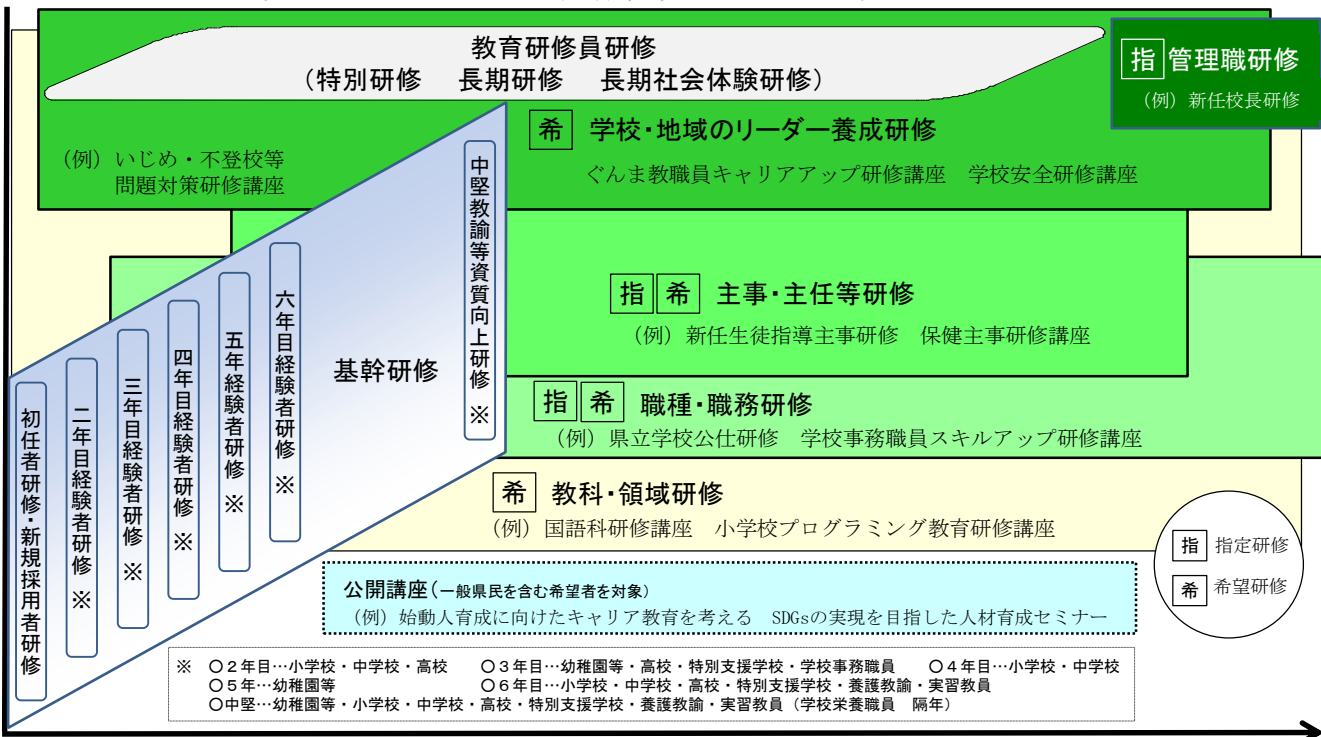 教育研修員研修
(特別研修　長期研修　長期社会体験研修)
指 管理職研修
（例）新任校長研修
希 学校・地域のリーダー養成研修
ぐんま教職員キャリアアップ研修講座　学校安全研修講座
（例）いじめ・不登校等
問題対策研修講座
指 希 主事・主任等研修
（例）新任生徒指導主事研修　保健主事研修講座
指 希 職種・職務研修
（例）県立学校公仕研修　学校事務職員スキルアップ研修講座
希 教科・領域研修
（例）国語科研修講座　小学校プログラミング教育研修講座
初任者研修・新規採用者研修
二年目経験者研修 ※
三年目経験者研修 ※
四年目経験者研修 ※
五年経験者研修 ※
六年目経験者研修 ※
基幹研修
中堅教諭等資質向上研修 ※
指 指定研修
希 希望研修
公開講座(一般県民を含む希望者を対象)
（例）始動人育成に向けたキャリア教育を考える　SDGsの実現を目指した人材育成セミナー
※　〇２年目…小学校・中学校・高校　〇３年目…幼稚園等・高校・特別支援学校・学校事務職員　〇４年目…小学校・中学校
〇５年…幼稚園等　〇６年目…小学校・中学校・高校・特別支援学校・養護教諭・実習教員
〇中堅…幼稚園等・小学校・中学校・高校・特別支援学校・養護教諭・実習教員（学校栄養職員　隔年）